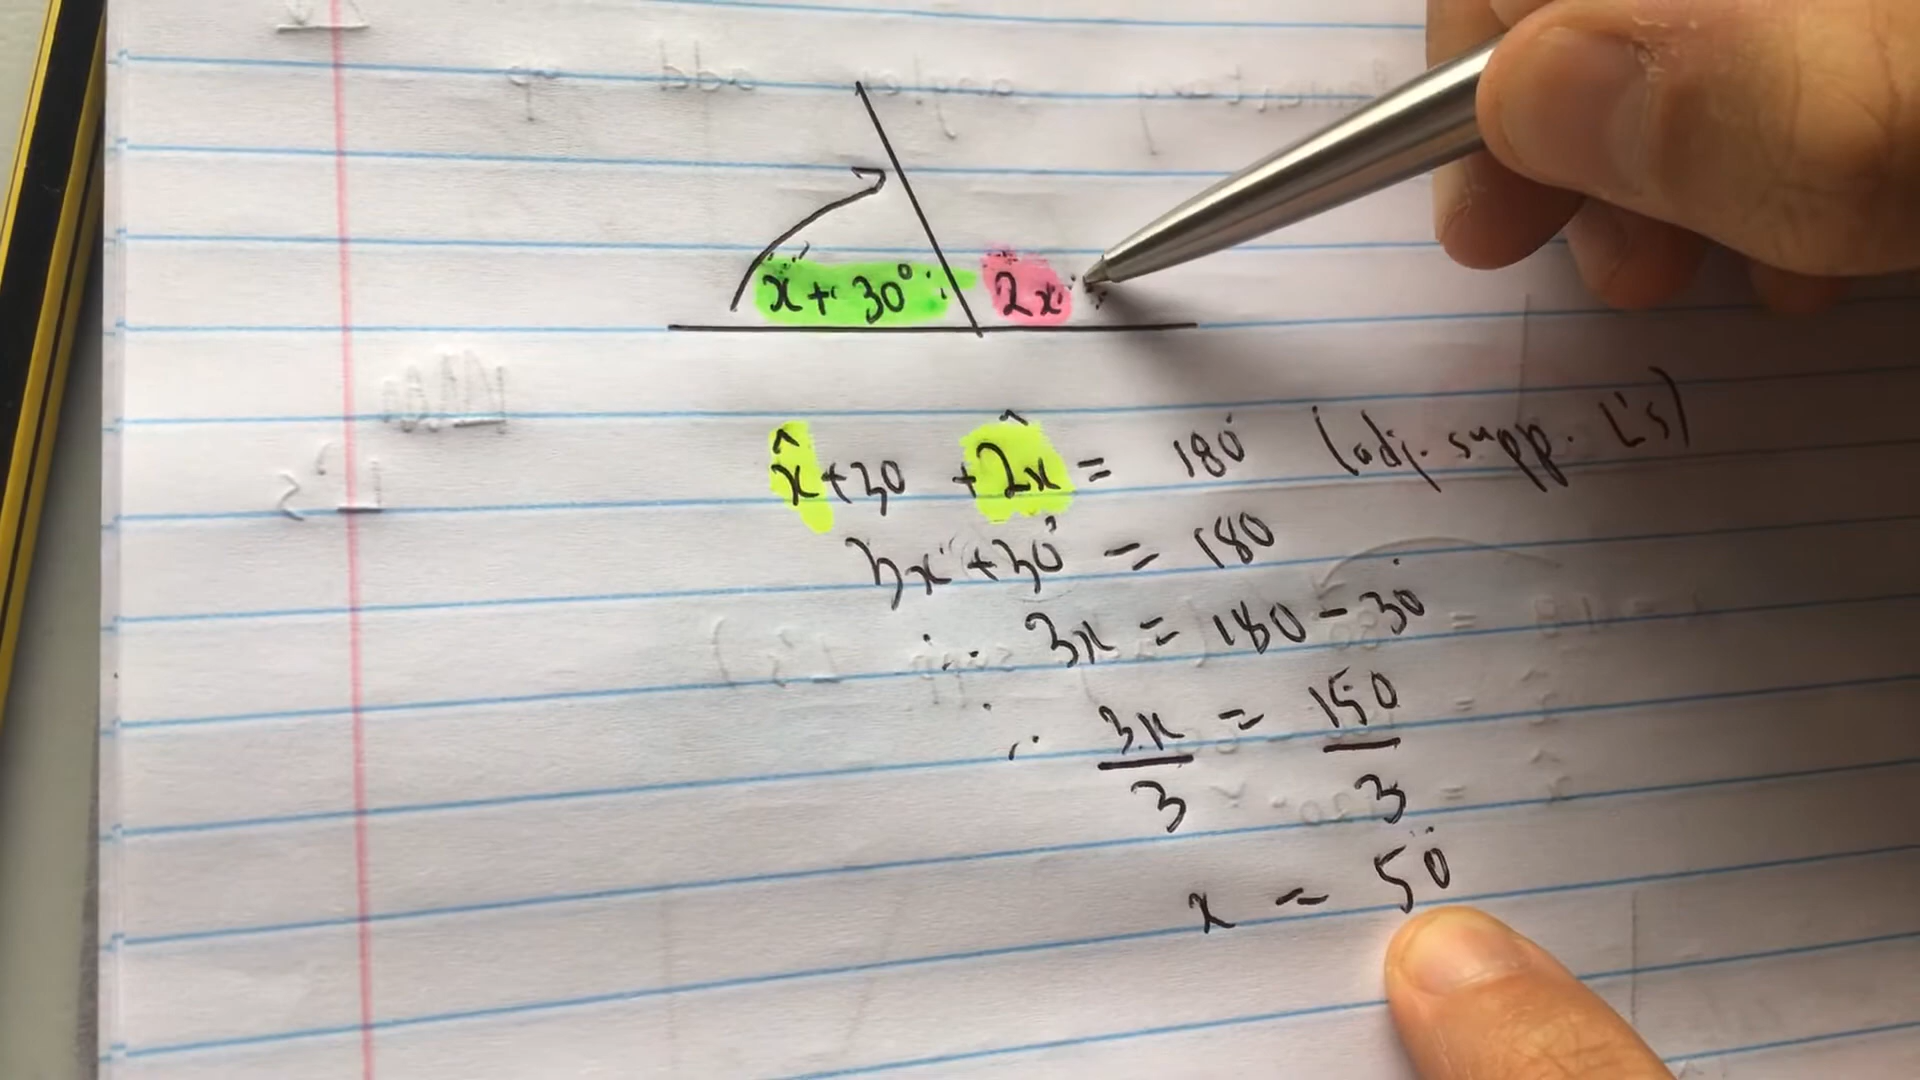 x + 30° 2x
x̂ + 30 + 2x̂ = 180° (adj. supp. L's)
3x + 30° = 180
∴ 3x = 180 - 30°
∴ 3x/3 = 150/3
x = 50°